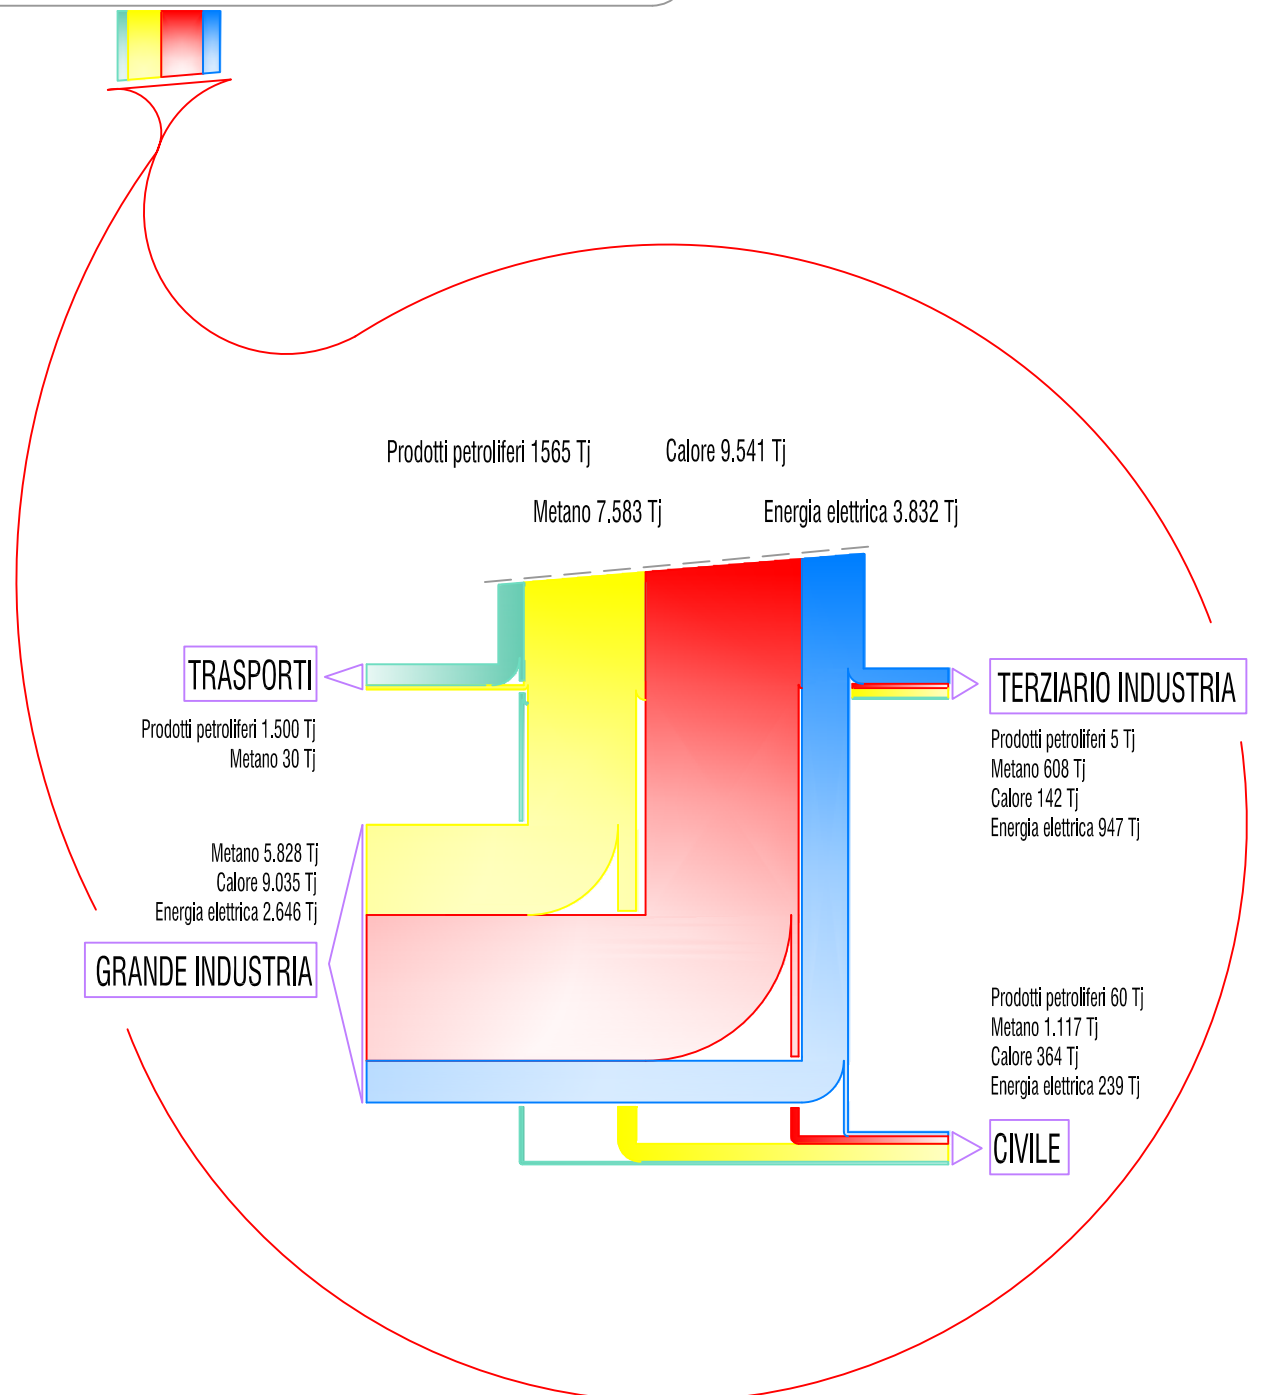 Prodotti petroliferi 1565 Tj
Calore 9.541 Tj
Metano 7.583 Tj
Energia elettrica 3.832 Tj
TRASPORTI
Prodotti petroliferi 1.500 Tj
Metano 30 Tj
TERZIARIO INDUSTRIA
Prodotti petroliferi 5 Tj
Metano 608 Tj
Calore 142 Tj
Energia elettrica 947 Tj
Metano 5.828 Tj
Calore 9.035 Tj
Energia elettrica 2.646 Tj
GRANDE INDUSTRIA
Prodotti petroliferi 60 Tj
Metano 1.117 Tj
Calore 364 Tj
Energia elettrica 239 Tj
CIVILE